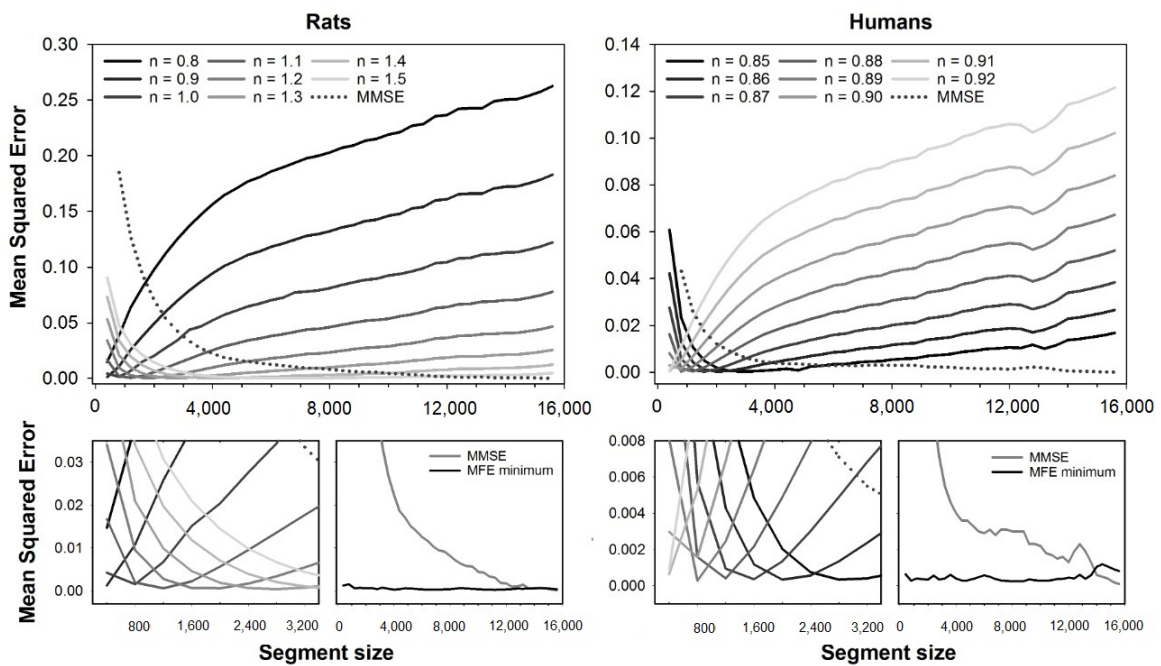 Rats
Humans
Mean Squared Error
0.30
0.25
0.20
0.15
0.10
0.05
0.00
n = 0.8 n = 1.1 n = 1.4
n = 0.9 n = 1.2 n = 1.5
n = 1.0 n = 1.3 MMSE
0 4,000 8,000 12,000 16,000
0.14
0.12
0.10
0.08
0.06
0.04
0.02
0.00
n = 0.85 n = 0.88 n = 0.91
n = 0.86 n = 0.89 n = 0.92
n = 0.87 n = 0.90 MMSE
0 4,000 8,000 12,000 16,000
Mean Squared Error
0.03
0.02
0.01
0.00
800 1,600 2,400 3,200
MMSE
MFE minimum
0 4,000 8,000 12,000 16,000
Segment size
0.008
0.006
0.004
0.002
0.000
800 1,600 2,400 3,200
MMSE
MFE minimum
0 4,000 8,000 12,000 16,000
Segment size